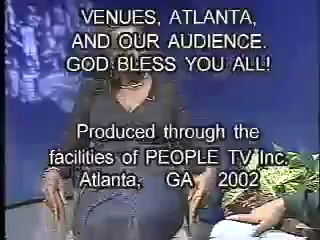 VENUES, ATLANTA,
AND OUR AUDIENCE.
GOD BLESS YOU ALL!
Produced through the
facilities of PEOPLE TV Inc.
Atlanta, GA 2002